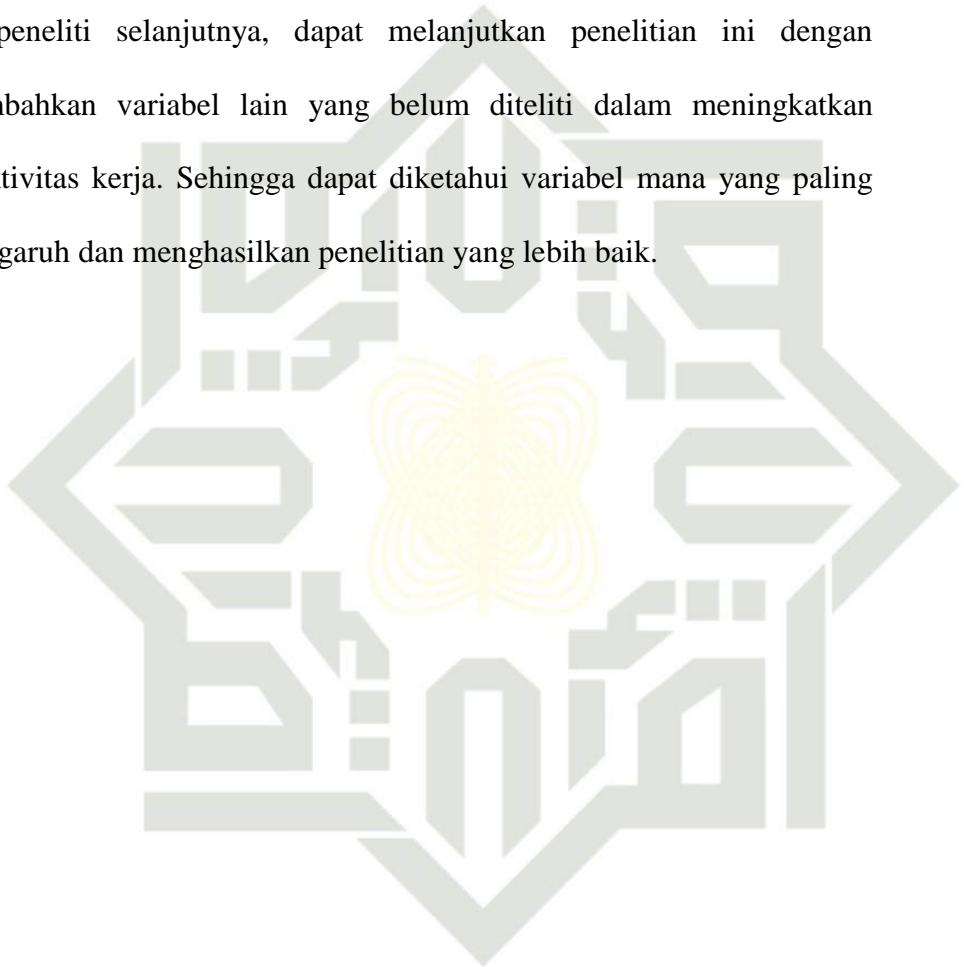 peneliti selanjutnya, dapat melanjutkan penelitian ini dengan
nbahkan variabel lain yang belum diteliti dalam meningkatkan
ktivitas kerja. Sehingga dapat diketahui variabel mana yang paling
garuh dan menghasilkan penelitian yang lebih baik.